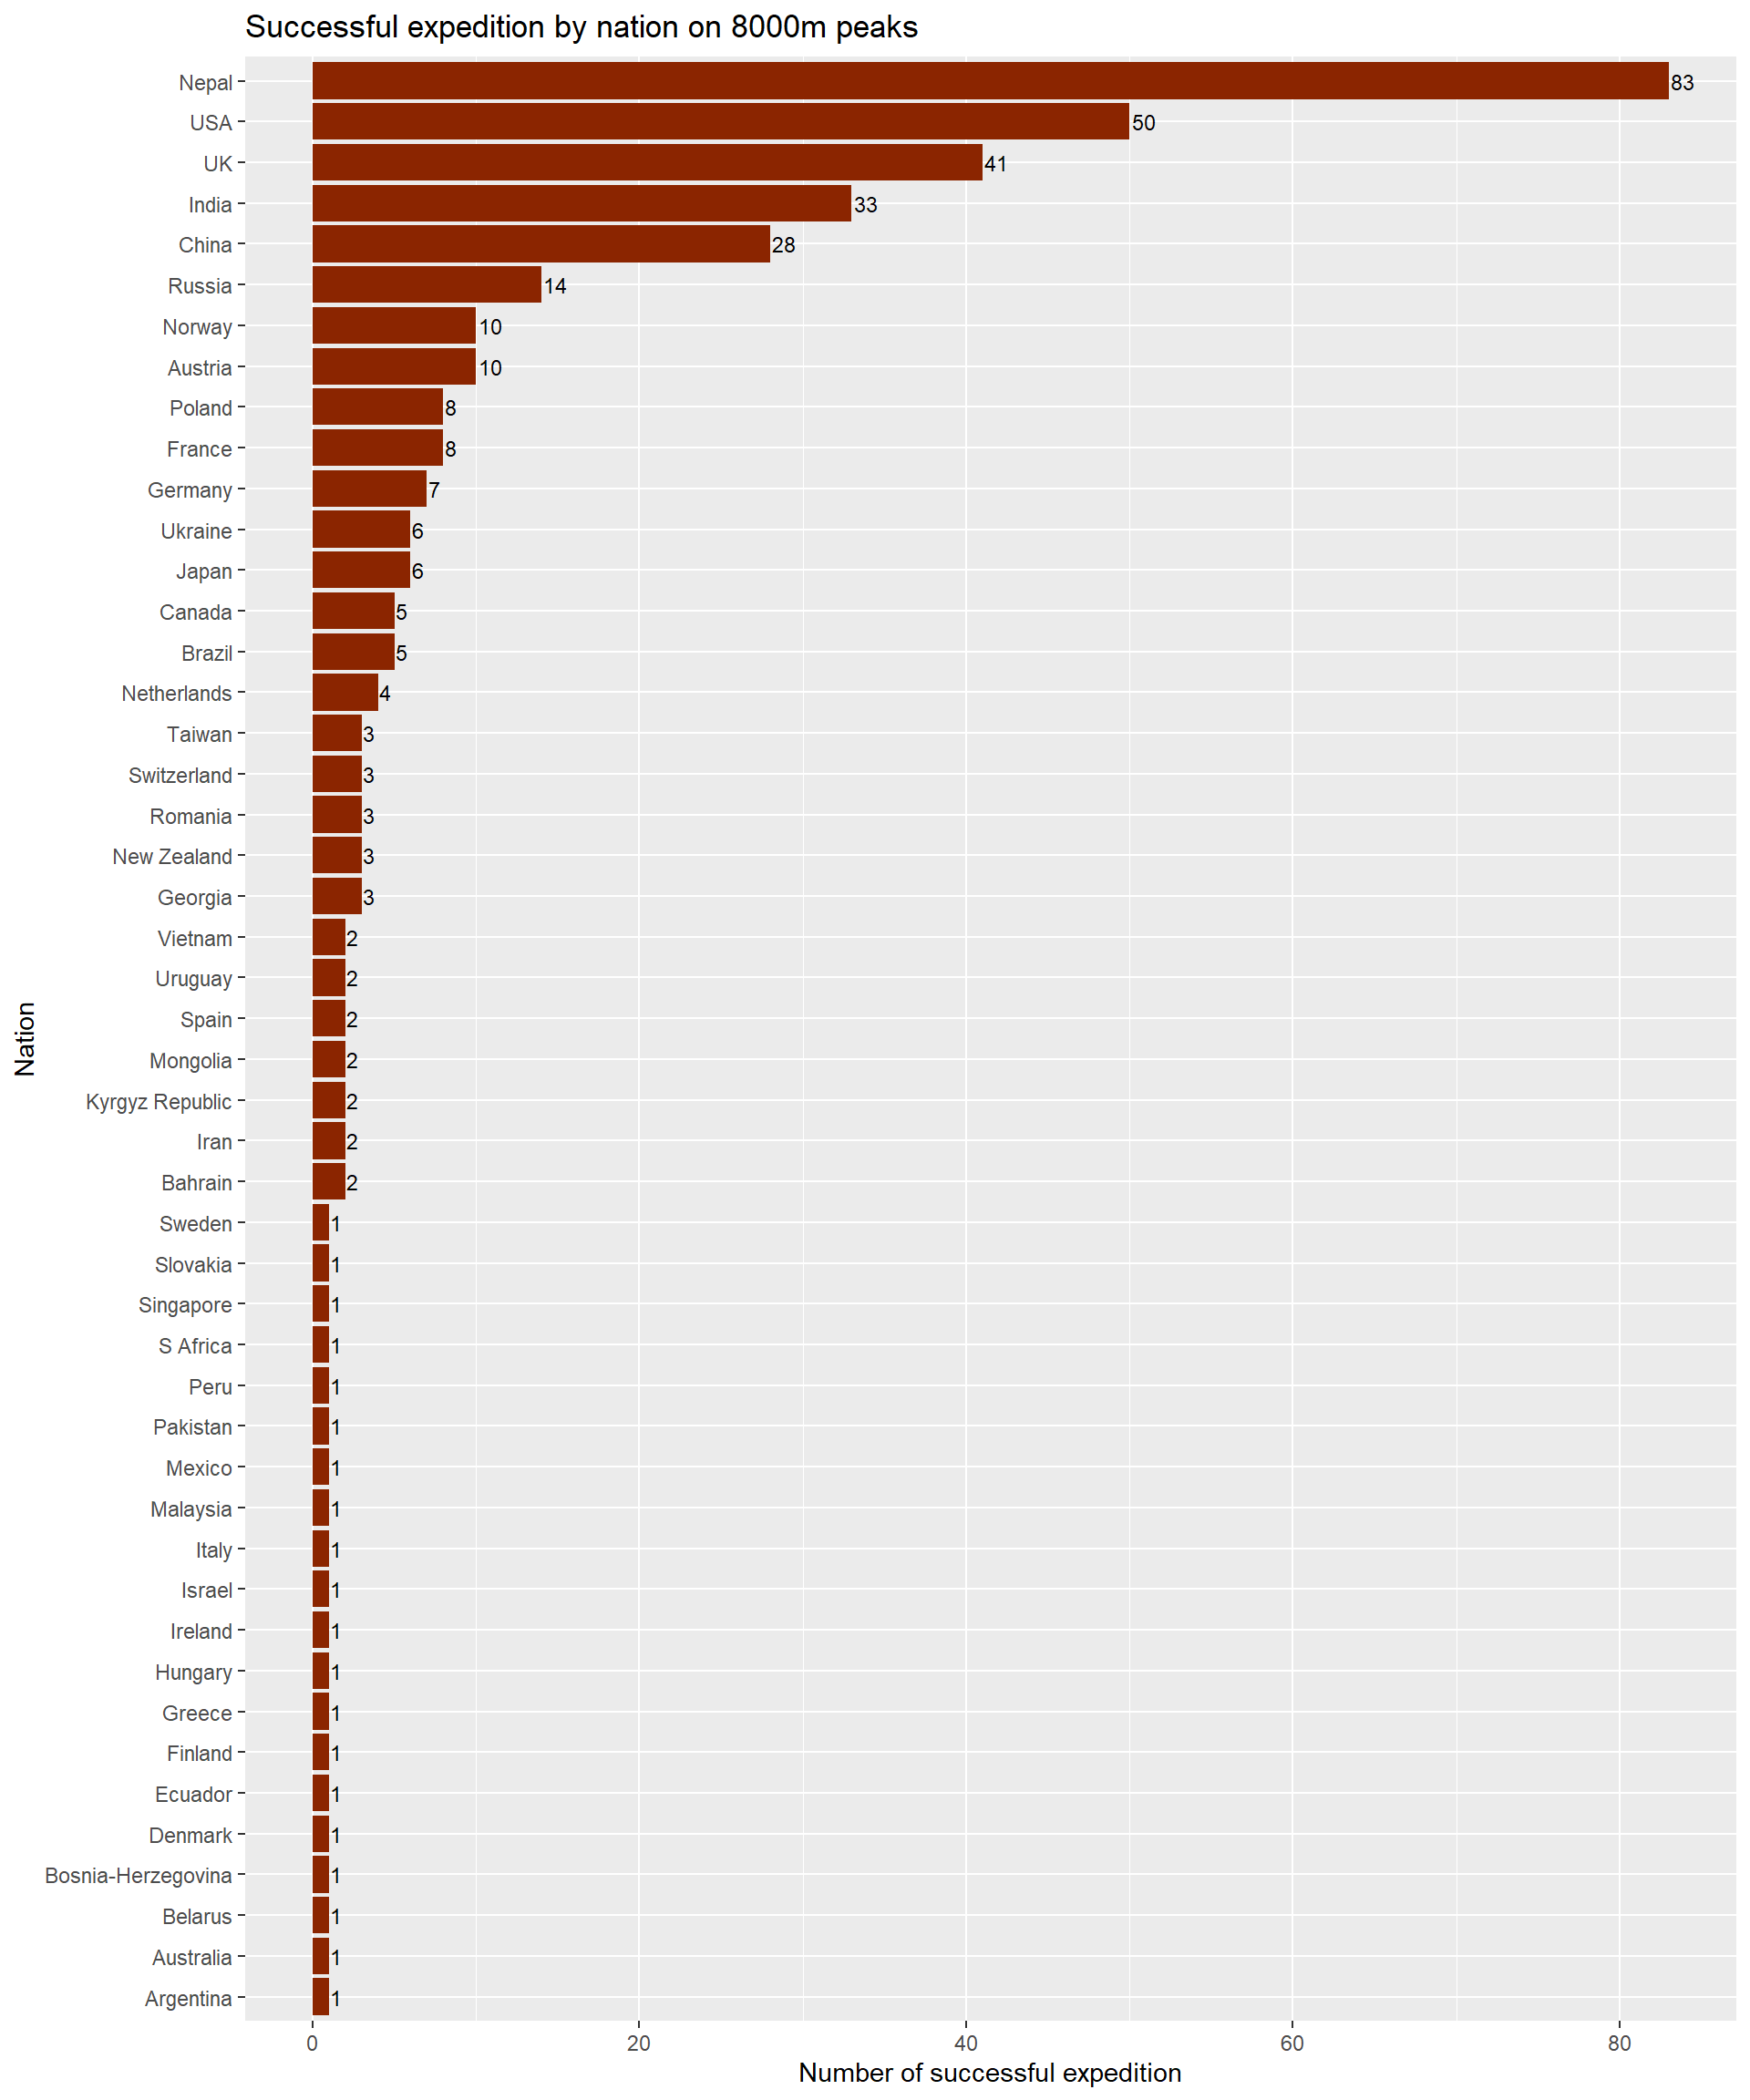 Successful expedition by nation on 8000m peaks
Nepal 83
USA 50
UK 41
India 33
China 28
Russia 14
Norway 10
Austria 10
Poland 8
France 8
Germany 7
Ukraine 6
Japan 6
Canada 5
Brazil 5
Netherlands 4
Taiwan 3
Switzerland 3
Romania 3
New Zealand 3
Georgia 3
Vietnam 2
Uruguay 2
Spain 2
Mongolia 2
Kyrgyz Republic 2
Iran 2
Bahrain 2
Sweden 1
Slovakia 1
Singapore 1
S Africa 1
Peru 1
Pakistan 1
Mexico 1
Malaysia 1
Italy 1
Israel 1
Ireland 1
Hungary 1
Greece 1
Finland 1
Ecuador 1
Denmark 1
Bosnia-Herzegovina 1
Belarus 1
Australia 1
Argentina 1
Nation
0 20 40 60 80
Number of successful expedition